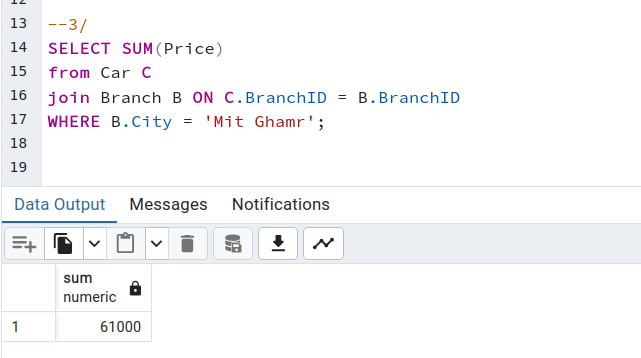 13 --3/
14 SELECT SUM(Price)
15 from Car C
16 join Branch B ON C.BranchID = B.BranchID
17 WHERE B.City = 'Mit Ghamr';
18
19
Data Output Messages Notifications
sum
numeric
1 61000